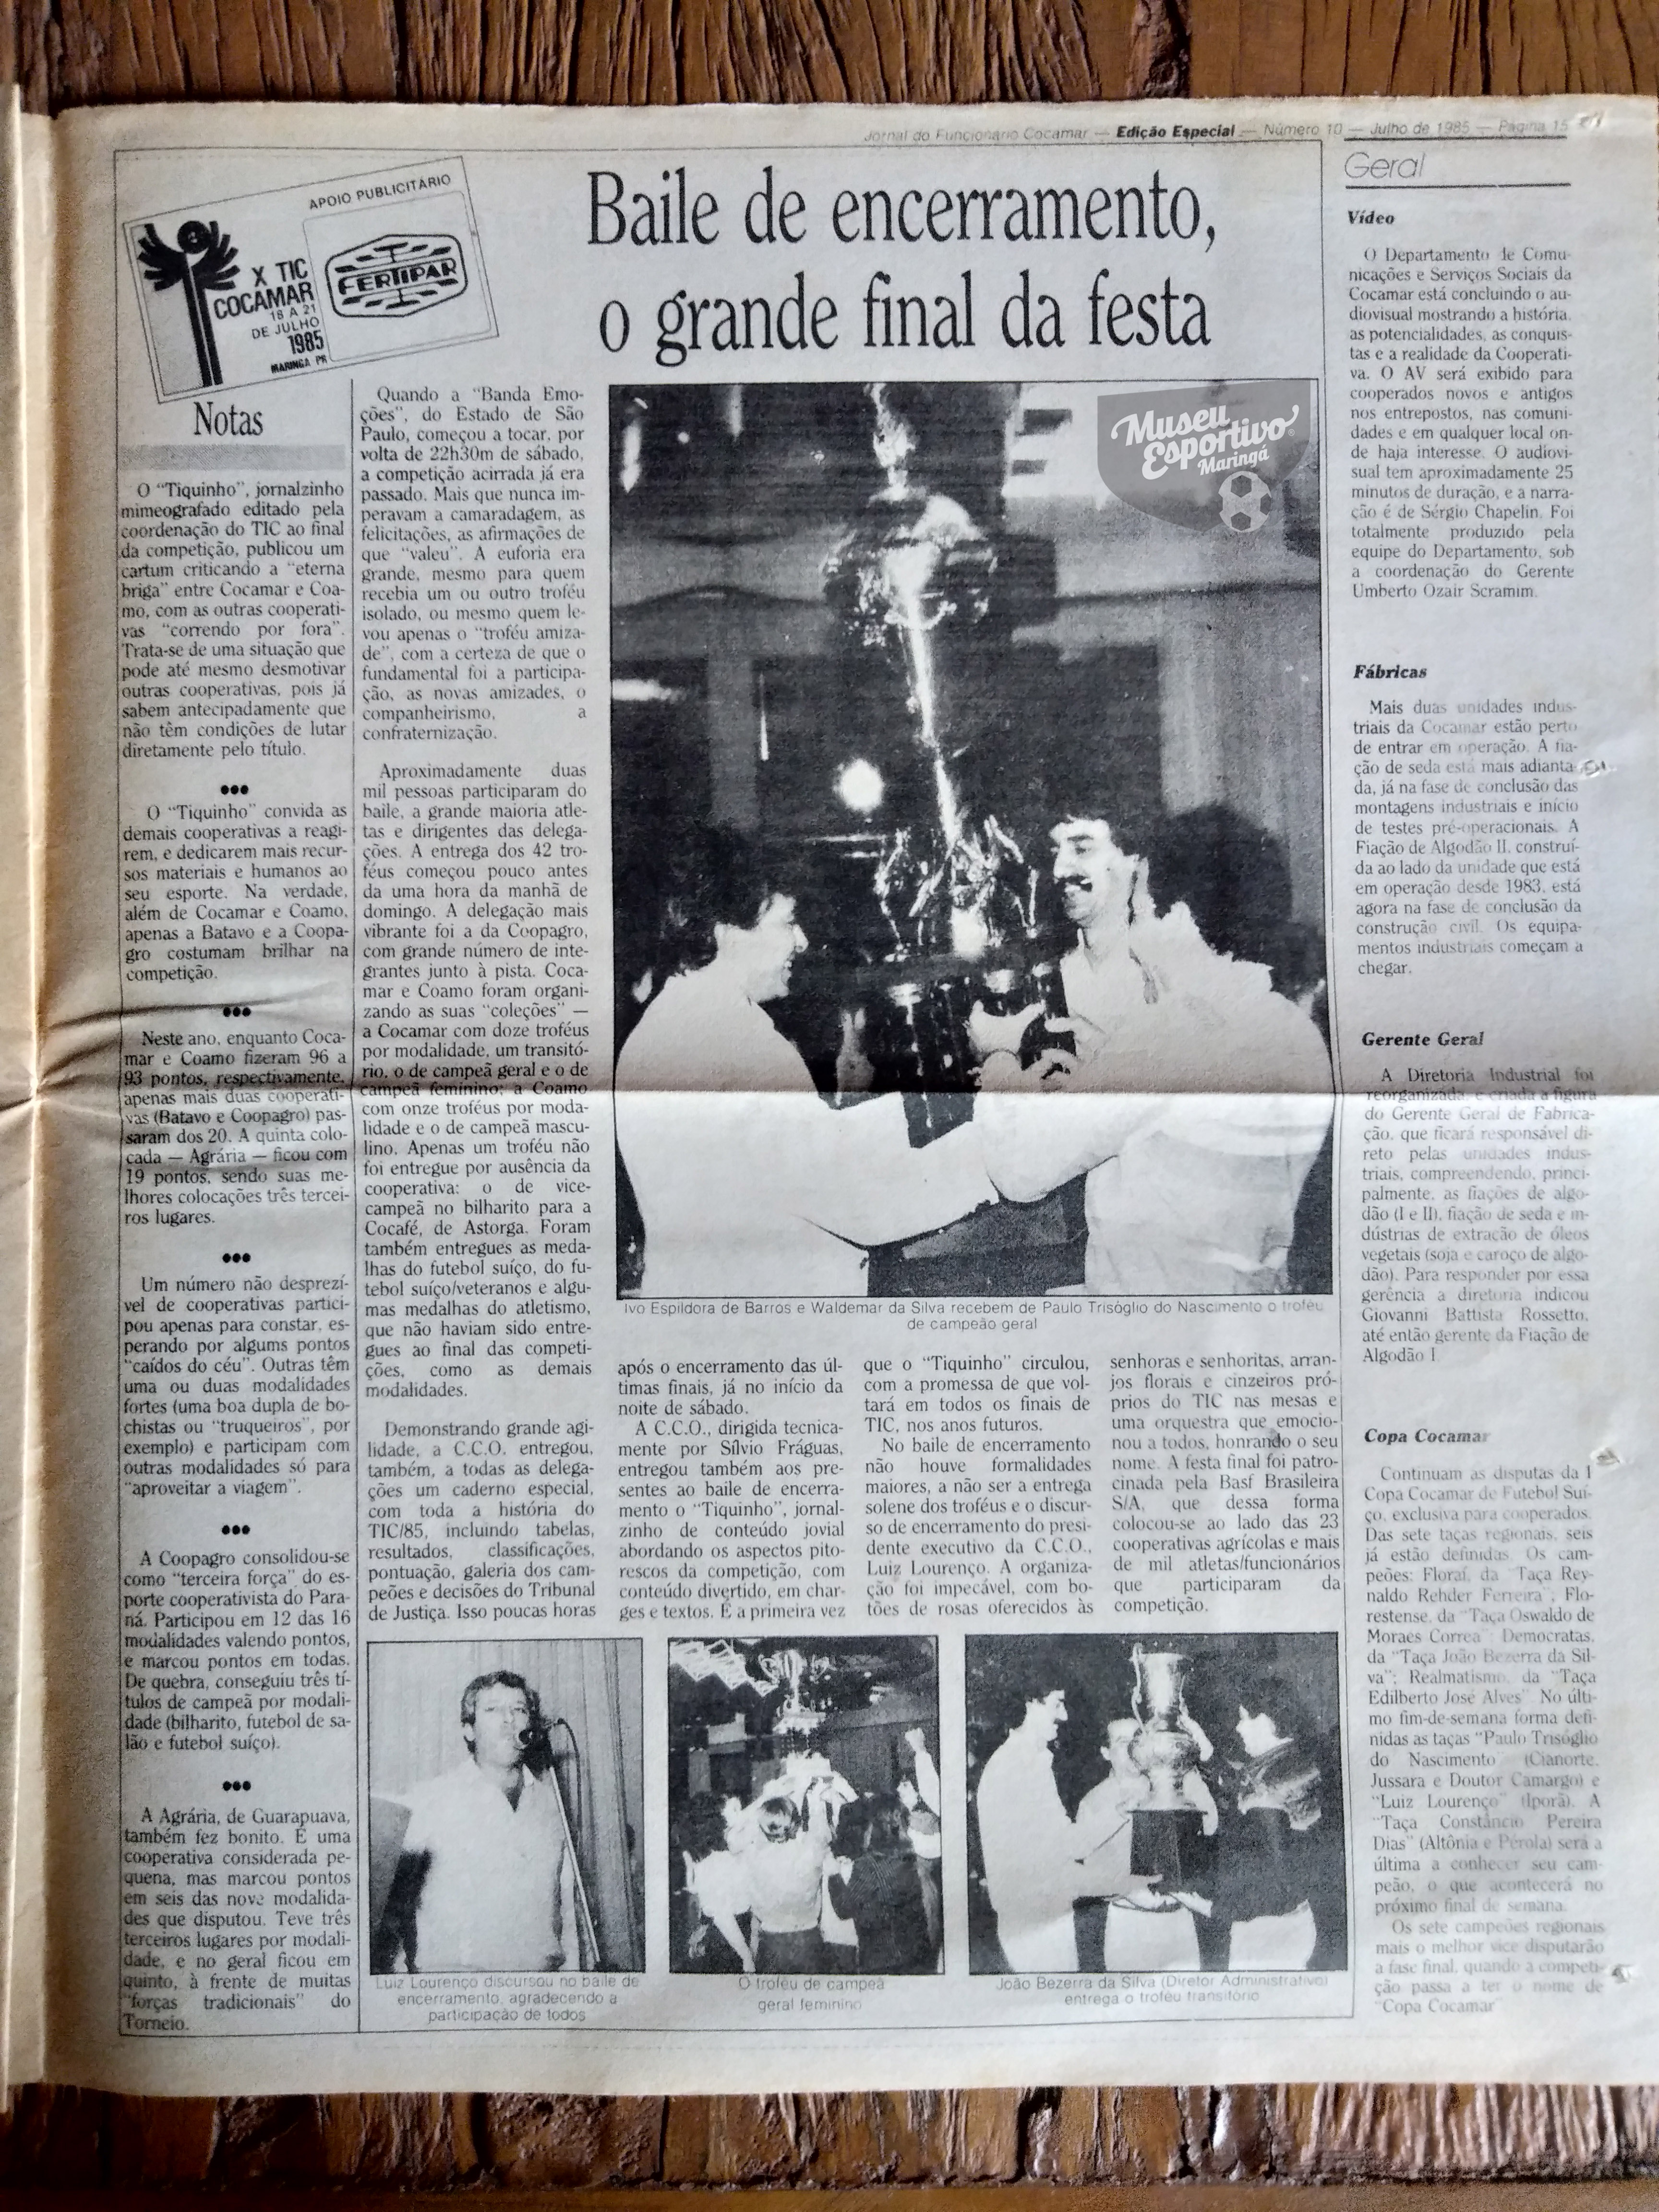 Jornal do Funcionário Cocamar — Edição Especial — Número 10 — Julho de 1985 — Página 15
APOIO PUBLICITÁRIO
X TIC
COCAMAR
18 A 21
DE JULHO
1985
MARINGÁ PR
FERTIPAR
Baile de encerramento,
o grande final da festa
Notas
O “Tiquinho”, jornalzinho
mimeografado editado pela
coordenação do TIC ao final
da competição, publicou um
cartum criticando a “eterna
briga” entre Cocamar e Coa-
mo, com as outras cooperati-
vas “correndo por fora”.
Trata-se de uma situação que
pode até mesmo desmotivar
outras cooperativas, pois já
sabem antecipadamente que
não têm condições de lutar
diretamente pelo título.
●●●
O “Tiquinho” convida as
demais cooperativas a reagi-
rem, e dedicarem mais recur-
sos materiais e humanos ao
seu esporte. Na verdade,
além de Cocamar e Coamo,
apenas a Batavo e a Coopa-
gro costumam brilhar na
competição.
●●●
Neste ano, enquanto Coca-
mar e Coamo fizeram 96 a
93 pontos, respectivamente,
apenas mais duas cooperati-
vas (Batavo e Coopagro) pas-
saram dos 20. A quinta colo-
cada — Agrária — ficou com
19 pontos, sendo suas me-
lhores colocações três tercei-
ros lugares.
●●●
Um número não desprezí-
vel de cooperativas partici-
pou apenas para constar, es-
perando por algums pontos
“caídos do céu”. Outras têm
uma ou duas modalidades
fortes (uma boa dupla de bo-
chistas ou “truqueiros”, por
exemplo) e participam com
outras modalidades só para
“aproveitar a viagem”.
●●●
A Coopagro consolidou-se
como “terceira força” do es-
porte cooperativista do Para-
ná. Participou em 12 das 16
modalidades valendo pontos,
e marcou pontos em todas.
De quebra, conseguiu três tí-
tulos de campeã por modali-
dade (bilharito, futebol de sa-
lão e futebol suíço).
●●●
A Agrária, de Guarapuava,
também fez bonito. É uma
cooperativa considerada pe-
quena, mas marcou pontos
em seis das nove modalida-
des que disputou. Teve três
terceiros lugares por modali-
dade, e no geral ficou em
quinto, à frente de muitas
“forças tradicionais” do
Torneio.
Quando a “Banda Emo-
ções”, do Estado de São
Paulo, começou a tocar, por
volta de 22h30m de sábado,
a competição acirrada já era
passado. Mais que nunca im-
peravam a camaradagem, as
felicitações, as afirmações de
que “valeu”. A euforia era
grande, mesmo para quem
recebia um ou outro troféu
isolado, ou mesmo quem le-
vou apenas o “troféu amiza-
de”, com a certeza de que o
fundamental foi a participa-
ção, as novas amizades, o
companheirismo, a
confraternização.
Aproximadamente duas
mil pessoas participaram do
baile, a grande maioria atle-
tas e dirigentes das delega-
ções. A entrega dos 42 tro-
féus começou pouco antes
da uma hora da manhã de
domingo. A delegação mais
vibrante foi a da Coopagro,
com grande número de inte-
grantes junto à pista. Coca-
mar e Coamo foram organi-
zando as suas “coleções” —
a Cocamar com doze troféus
por modalidade, um transitó-
rio, o de campeã geral e o de
campeã feminino; a Coamo
com onze troféus por moda-
lidade e o de campeã mascu-
lino. Apenas um troféu não
foi entregue por ausência da
cooperativa: o de vice-
campeã no bilharito para a
Cocafé, de Astorga. Foram
também entregues as meda-
lhas do futebol suíço, do fu-
tebol suíço/veteranos e algu-
mas medalhas do atletismo,
que não haviam sido entre-
gues ao final das competi-
ções, como as demais
modalidades.
Demonstrando grande agi-
lidade, a C.C.O. entregou,
também, a todas as delega-
ções um caderno especial,
com toda a história do
TIC/85, incluindo tabelas,
resultados, classificações,
pontuação, galeria dos cam-
peões e decisões do Tribunal
de Justiça. Isso poucas horas
Museu
Esportivo
Maringá
Ivo Espildora de Barros e Waldemar da Silva recebem de Paulo Trisóglio do Nascimento o troféu
de campeão geral
após o encerramento das úl-
timas finais, já no início da
noite de sábado.
A C.C.O., dirigida tecnica-
mente por Sílvio Fráguas,
entregou também aos pre-
sentes ao baile de encerra-
mento o “Tiquinho”, jornal-
zinho de conteúdo jovial
abordando os aspectos pito-
rescos da competição, com
conteúdo divertido, em char-
ges e textos. É a primeira vez
que o “Tiquinho” circulou,
com a promessa de que vol-
tará em todos os finais de
TIC, nos anos futuros.
No baile de encerramento
não houve formalidades
maiores, a não ser a entrega
solene dos troféus e o discur-
so de encerramento do presi-
dente executivo da C.C.O.,
Luiz Lourenço. A organiza-
ção foi impecável, com bo-
tões de rosas oferecidos às
senhoras e senhoritas, arran-
jos florais e cinzeiros pró-
prios do TIC nas mesas e
uma orquestra que emocio-
nou a todos, honrando o seu
nome. A festa final foi patro-
cinada pela Basf Brasileira
S/A, que dessa forma
colocou-se ao lado das 23
cooperativas agrícolas e mais
de mil atletas/funcionários
que participaram da
competição.
Luiz Lourenço discursou no baile de
encerramento, agradecendo a
participação de todos
O troféu de campeã
geral feminino
João Bezerra da Silva (Diretor Administrativo)
entrega o troféu transitório
Geral
Vídeo
O Departamento de Comu-
nicações e Serviços Sociais da
Cocamar está concluindo o au-
diovisual mostrando a história,
as potencialidades, as conquis-
tas e a realidade da Cooperati-
va. O AV será exibido para
cooperados novos e antigos
nos entrepostos, nas comuni-
dades e em qualquer local on-
de haja interesse. O audiovi-
sual tem aproximadamente 25
minutos de duração, e a narra-
ção é de Sérgio Chapelin. Foi
totalmente produzido pela
equipe do Departamento, sob
a coordenação do Gerente
Umberto Ozair Scramim.
Fábricas
Mais duas unidades indus-
triais da Cocamar estão perto
de entrar em operação. A fia-
ção de seda está mais adianta-
da, já na fase de conclusão das
montagens industriais e início
de testes pré-operacionais. A
Fiação de Algodão II, construí-
da ao lado da unidade que está
em operação desde 1983, está
agora na fase de conclusão da
construção civil. Os equipa-
mentos industriais começam a
chegar.
Gerente Geral
A Diretoria Industrial foi
reorganizada, e criada a figura
do Gerente Geral de Fabrica-
ção, que ficará responsável di-
reto pelas unidades indus-
triais, compreendendo, princi-
palmente, as fiações de algo-
dão (I e II), fiação de seda e in-
dústrias de extração de óleos
vegetais (soja e caroço de algo-
dão). Para responder por essa
gerência a diretoria indicou
Giovanni Battista Rossetto,
até então gerente da Fiação de
Algodão I.
Copa Cocamar
Continuam as disputas da I
Copa Cocamar de Futebol Suí-
ço, exclusiva para cooperados.
Das sete taças regionais, seis
já estão definidas. Os cam-
peões: Floraí, da “Taça Rey-
naldo Rehder Ferreira”, Flo-
restense, da “Taça Oswaldo de
Moraes Correa” Democratas,
da “Taça João Bezerra da Sil-
va”; Realmatismo, da “Taça
Edilberto José Alves”. No últi-
mo fim-de-semana forma defi-
nidas as taças “Paulo Trisóglio
do Nascimento” (Cianorte,
Jussara e Doutor Camargo) e
“Luiz Lourenço” (Iporã). A
“Taça Constâncio Pereira
Dias” (Altônia e Pérola) será a
última a conhecer seu cam-
peão, o que acontecerá no
próximo final de semana.
Os sete campeões regionais
mais o melhor vice disputarão
a fase final, quando a competi-
ção passa a ter o nome de
“Copa Cocamar”